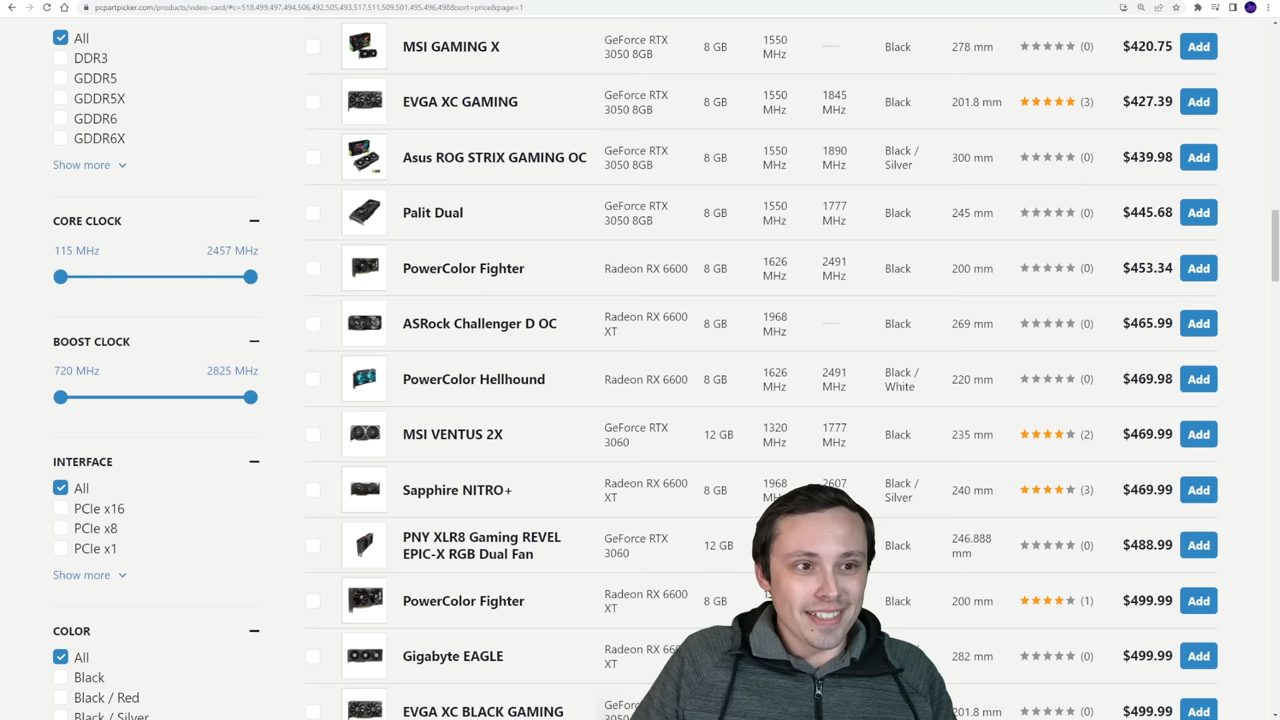 pcpartpicker.com/products/video-card/#c=518,499,497,494,506,492,505,493,517,511,509,501,495,496,498&sort=price&page=1
All
DDR3
GDDR5
GDDR5X
GDDR6
GDDR6X
Show more
CORE CLOCK
115 MHz 2457 MHz
BOOST CLOCK
720 MHz 2825 MHz
INTERFACE
All
PCIe x16
PCIe x8
PCIe x1
Show more
COLOR
All
Black
Black / Red
Black / Silver
MSI GAMING X GeForce RTX 3050 8GB 8 GB 1550 MHz Black 278 mm (0) $420.75 Add
EVGA XC GAMING GeForce RTX 3050 8GB 8 GB 1550 MHz 1845 MHz Black 201.8 mm (3) $427.39 Add
Asus ROG STRIX GAMING OC GeForce RTX 3050 8GB 8 GB 1550 MHz 1890 MHz Black / Silver 300 mm (0) $439.98 Add
Palit Dual GeForce RTX 3050 8GB 8 GB 1550 MHz 1777 MHz Black 245 mm (0) $445.68 Add
PowerColor Fighter Radeon RX 6600 8 GB 1626 MHz 2491 MHz Black 200 mm (0) $453.34 Add
ASRock Challenger D OC Radeon RX 6600 XT 8 GB 1968 MHz Black 269 mm (0) $465.99 Add
PowerColor Hellhound Radeon RX 6600 8 GB 1626 MHz 2491 MHz Black / White 220 mm (0) $469.98 Add
MSI VENTUS 2X GeForce RTX 3060 12 GB 1320 MHz 1777 MHz Black 235 mm (2) $469.99 Add
Sapphire NITRO+ Radeon RX 6600 XT 8 GB 1968 2607 Black / Silver 240 mm (3) $469.99 Add
PNY XLR8 Gaming REVEL EPIC-X RGB Dual Fan GeForce RTX 3060 12 GB Black 246.888 mm (0) $488.99 Add
PowerColor Fighter Radeon RX 6600 XT 8 GB Black 200 mm (1) $499.99 Add
Gigabyte EAGLE Radeon RX XT 282 mm (0) $499.99 Add
EVGA XC BLACK GAMING GeForce RTX 201.8 mm (0) $499.99 Add